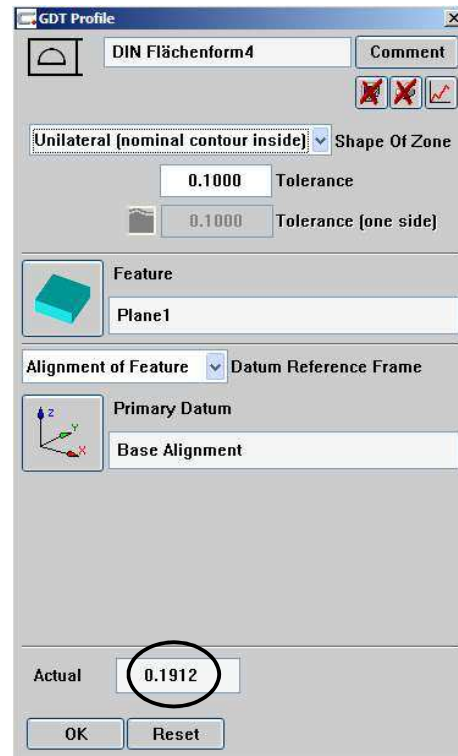 GDT Profile
DIN Flächenform4
Comment
Unilateral (nominal contour inside)
Shape Of Zone
0.1000
Tolerance
0.1000
Tolerance (one side)
Feature
Plane1
Alignment of Feature
Datum Reference Frame
Z
Y
X
Primary Datum
Base Alignment
Actual
0.1912
OK
Reset